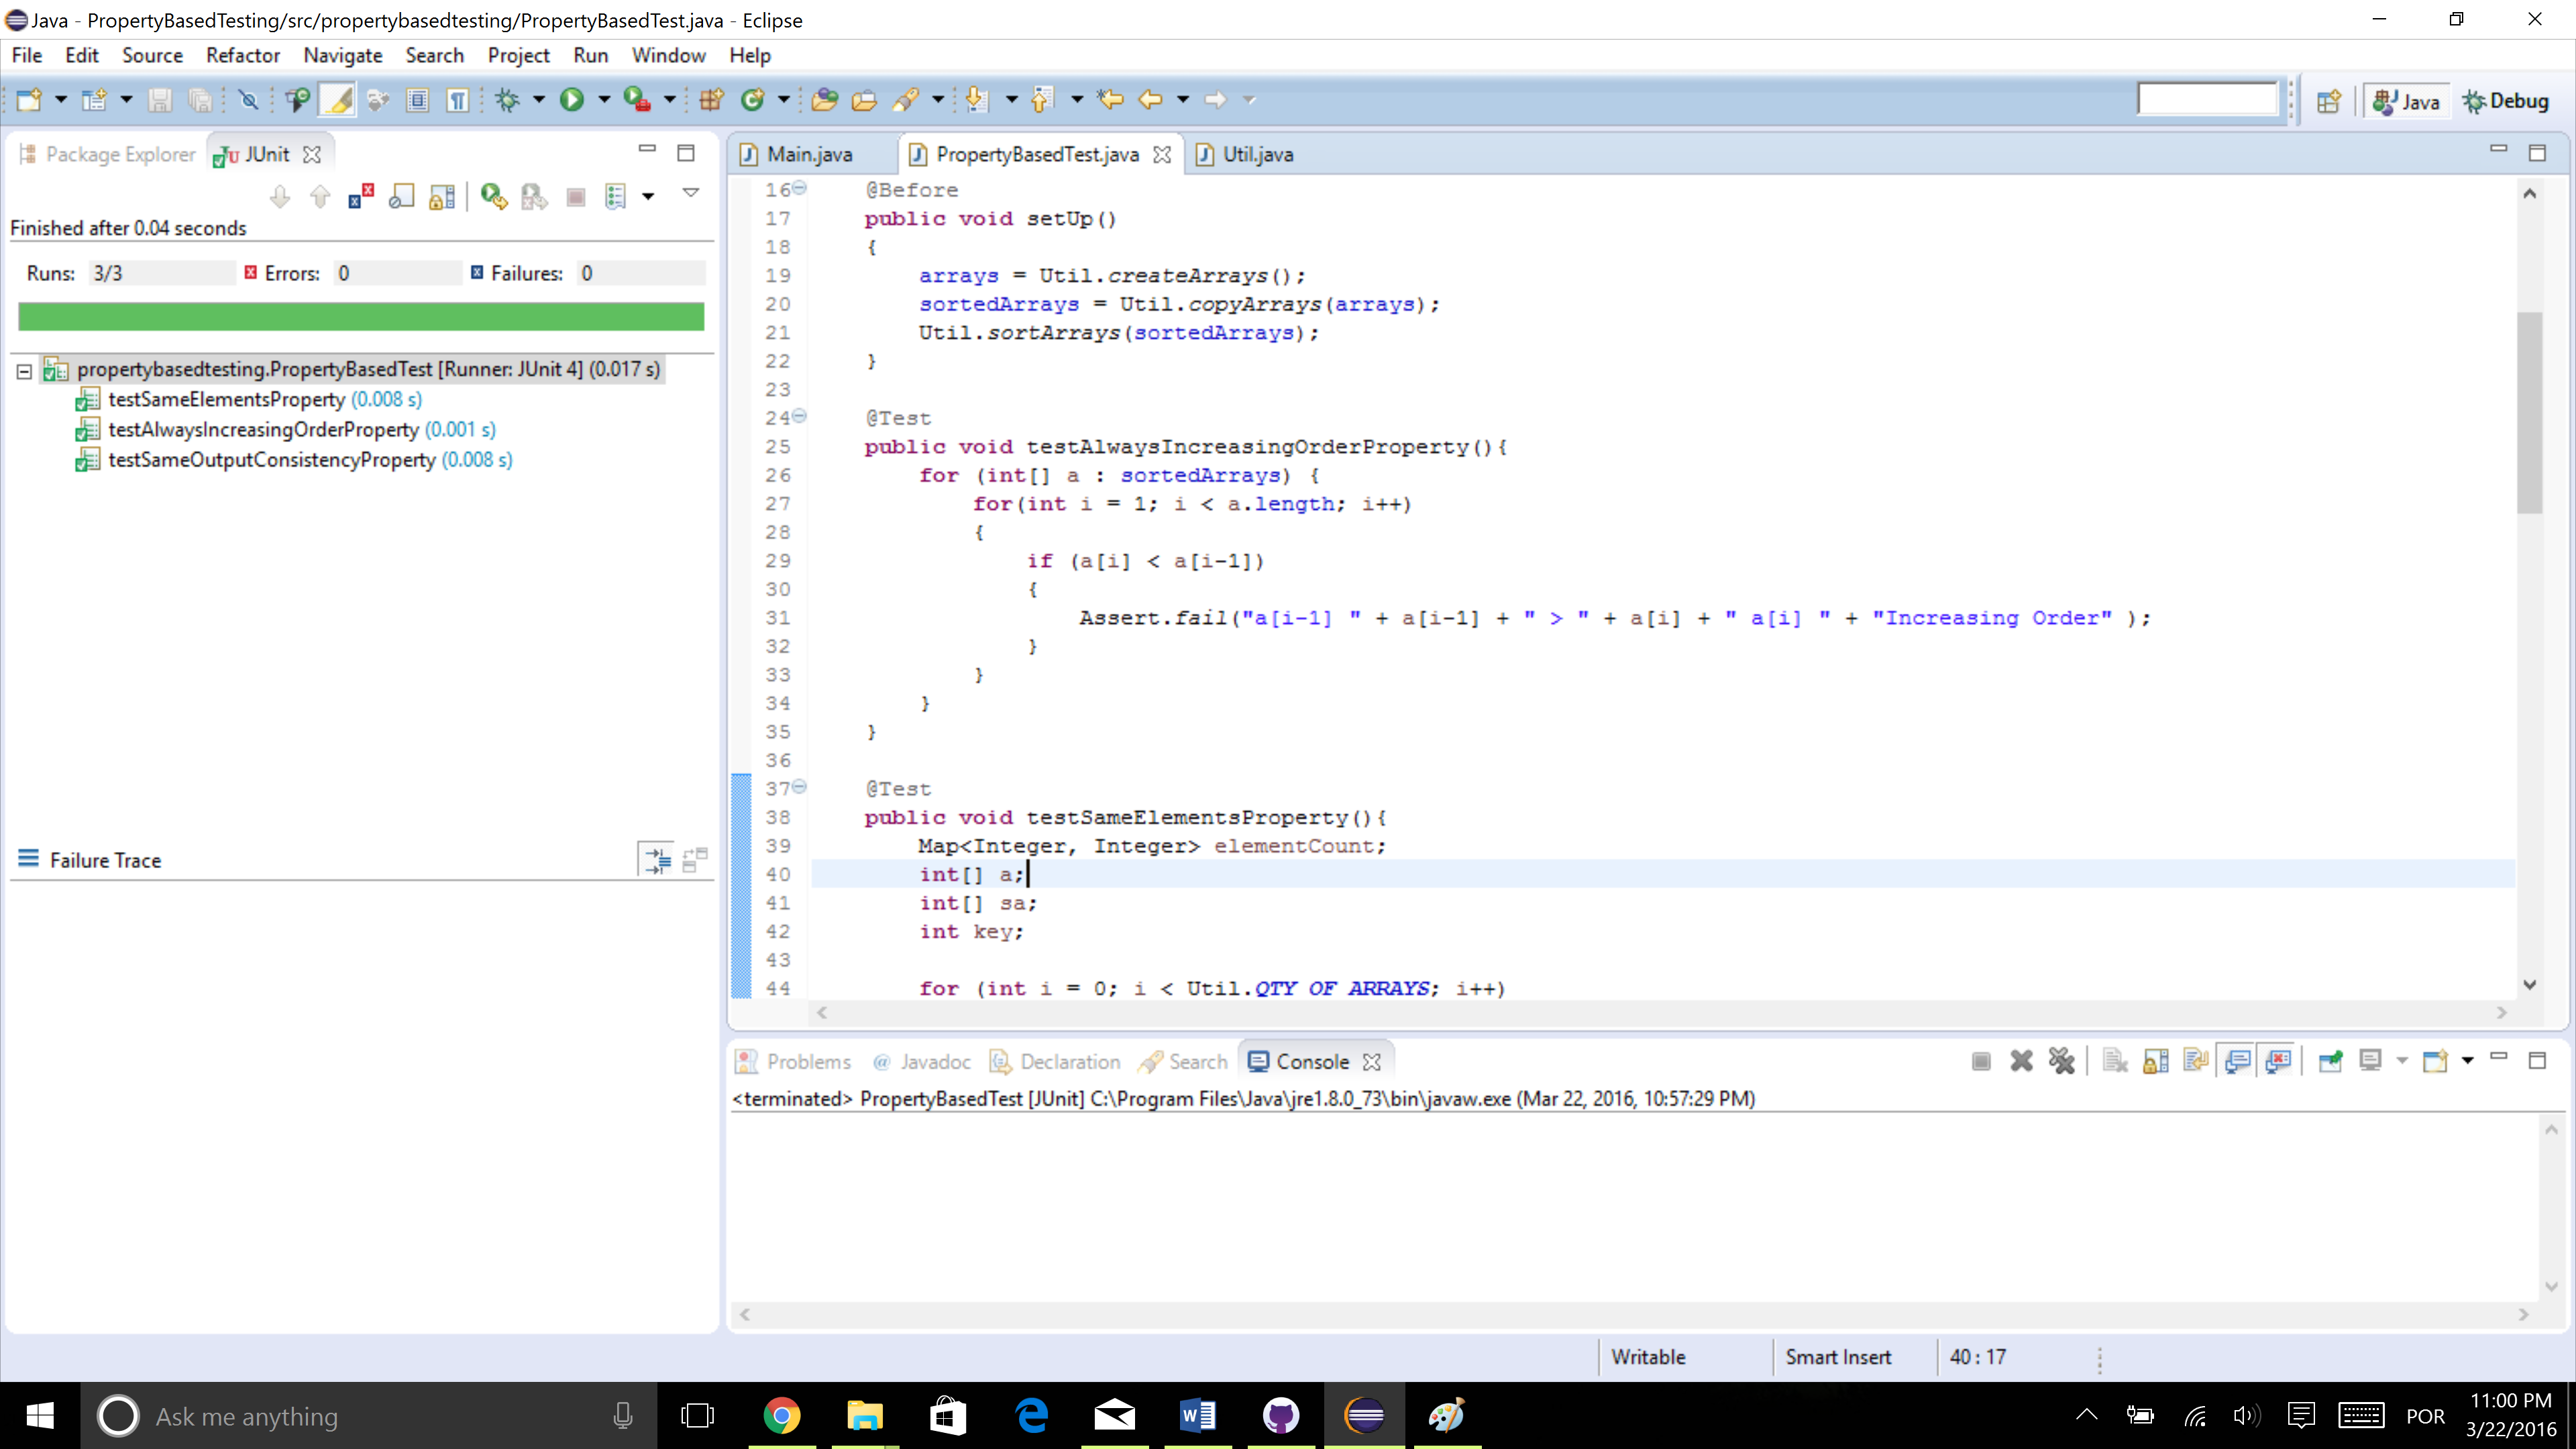 Java - PropertyBasedTesting/src/propertybasedtesting/PropertyBasedTest.java - Eclipse
File Edit Source Refactor Navigate Search Project Run Window Help
Java Debug
Package Explorer JUnit
Finished after 0.04 seconds
Runs: 3/3 Errors: 0 Failures: 0
propertybasedtesting.PropertyBasedTest [Runner: JUnit 4] (0.017 s)
testSameElementsProperty (0.008 s)
testAlwaysIncreasingOrderProperty (0.001 s)
testSameOutputConsistencyProperty (0.008 s)
Failure Trace
Main.java PropertyBasedTest.java Util.java
16 @Before
17 public void setUp()
18 {
19 arrays = Util.createArrays();
20 sortedArrays = Util.copyArrays(arrays);
21 Util.sortArrays(sortedArrays);
22 }
23
24 @Test
25 public void testAlwaysIncreasingOrderProperty(){
26 for (int[] a : sortedArrays) {
27 for(int i = 1; i < a.length; i++)
28 {
29 if (a[i] < a[i-1])
30 {
31 Assert.fail("a[i-1] " + a[i-1] + " > " + a[i] + " a[i] " + "Increasing Order" );
32 }
33 }
34 }
35 }
36
37 @Test
38 public void testSameElementsProperty(){
39 Map<Integer, Integer> elementCount;
40 int[] a;
41 int[] sa;
42 int key;
43
44 for (int i = 0; i < Util.QTY_OF_ARRAYS; i++)
Problems @ Javadoc Declaration Search Console
<terminated> PropertyBasedTest [JUnit] C:\Program Files\Java\jre1.8.0_73\bin\javaw.exe (Mar 22, 2016, 10:57:29 PM)
Writable Smart Insert 40 : 17
Ask me anything
POR
11:00 PM
3/22/2016